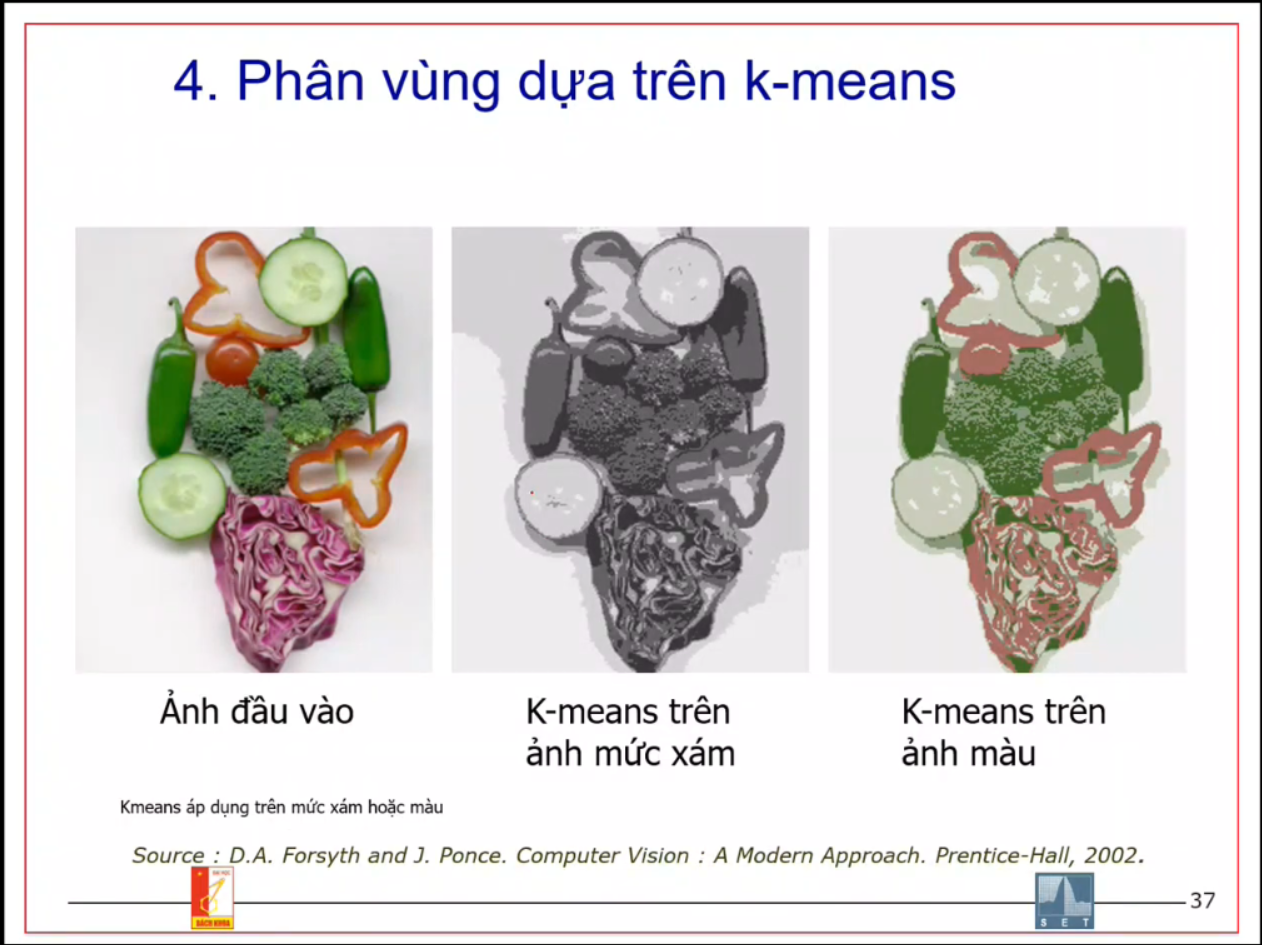 4. Phân vùng dựa trên k-means
Ảnh đầu vào
K-means trên
ảnh mức xám
K-means trên
ảnh màu
Kmeans áp dụng trên mức xám hoặc màu
Source : D.A. Forsyth and J. Ponce. Computer Vision : A Modern Approach. Prentice-Hall, 2002.
ĐẠI HỌC
BÁCH KHOA
S E T
37